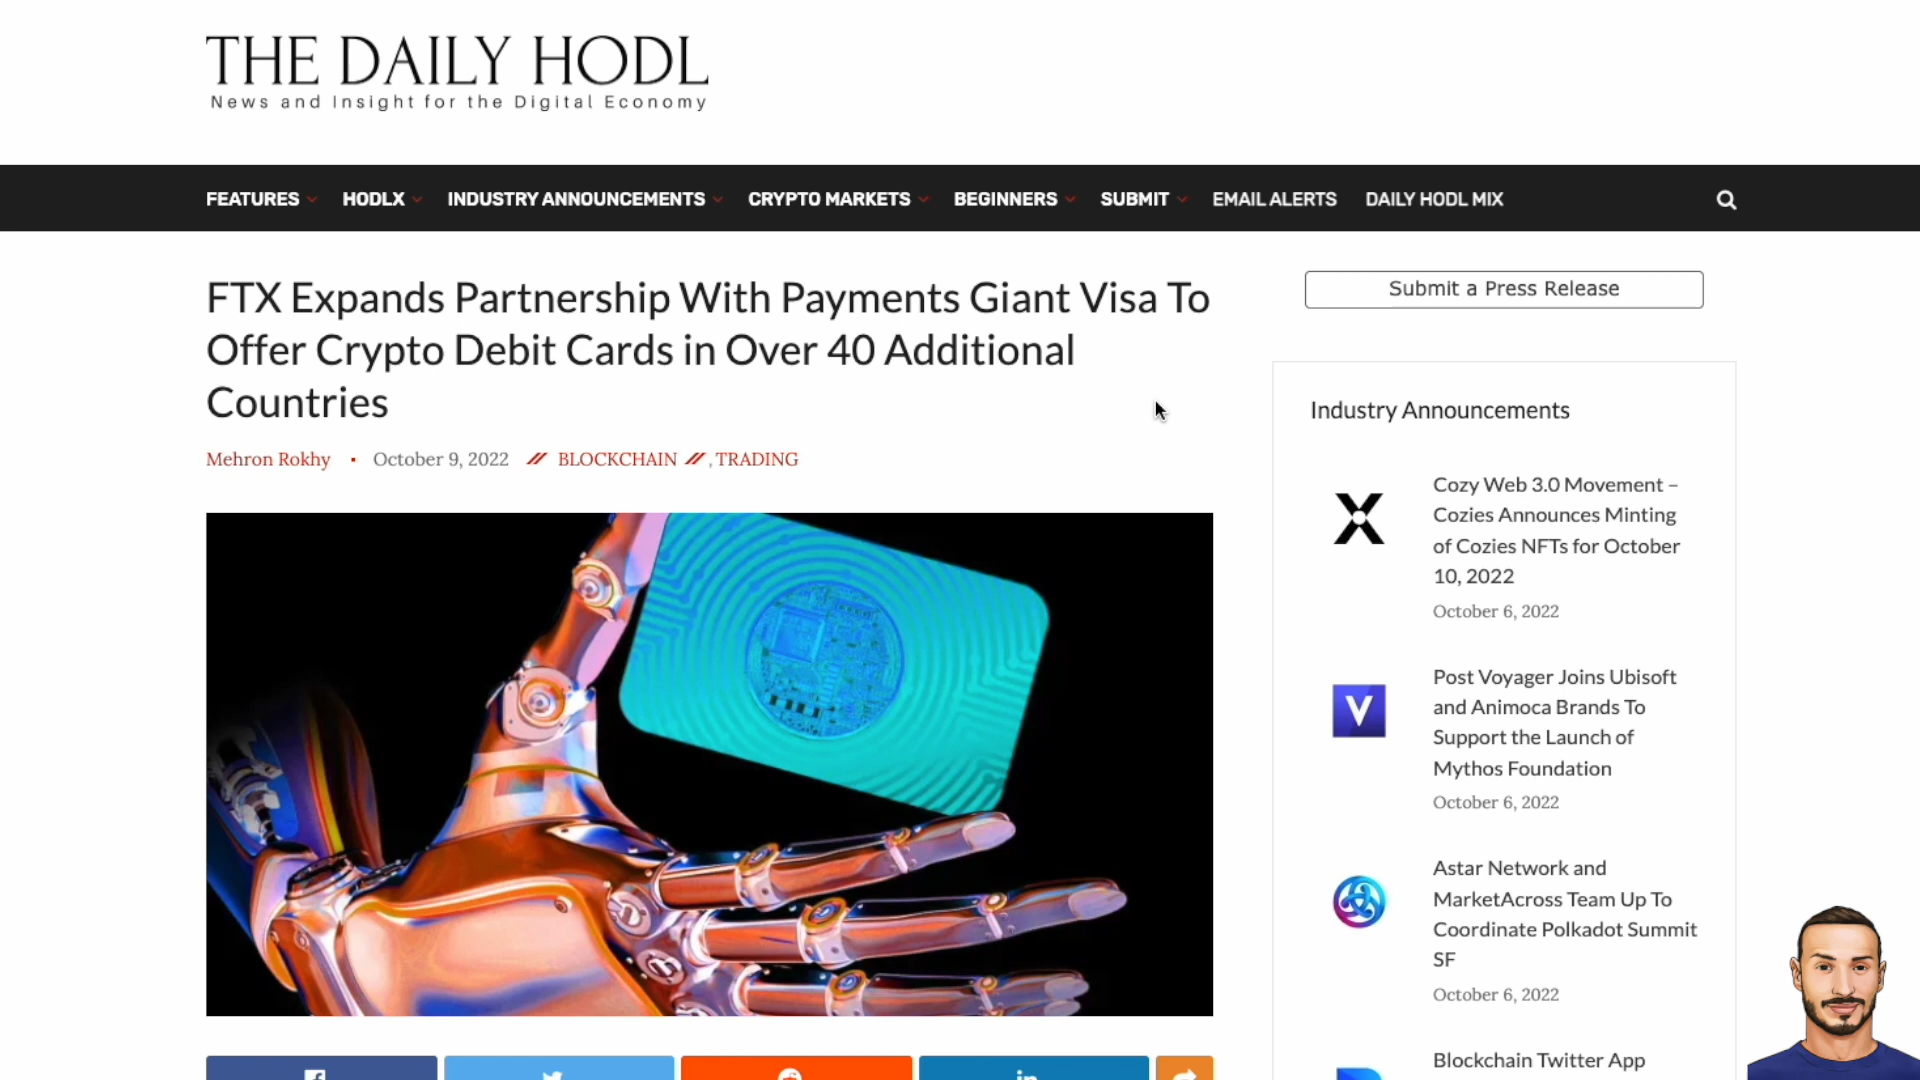 THE DAILY HODL
News and Insight for the Digital Economy
FEATURES HODLX INDUSTRY ANNOUNCEMENTS CRYPTO MARKETS BEGINNERS SUBMIT EMAIL ALERTS DAILY HODL MIX
FTX Expands Partnership With Payments Giant Visa To
Offer Crypto Debit Cards in Over 40 Additional
Countries
Mehron Rokhy • October 9, 2022 // BLOCKCHAIN // , TRADING
Submit a Press Release
Industry Announcements
Cozy Web 3.0 Movement –
Cozies Announces Minting
of Cozies NFTs for October
10, 2022
October 6, 2022
V
Post Voyager Joins Ubisoft
and Animoca Brands To
Support the Launch of
Mythos Foundation
October 6, 2022
Astar Network and
MarketAcross Team Up To
Coordinate Polkadot Summit
SF
October 6, 2022
Blockchain Twitter App